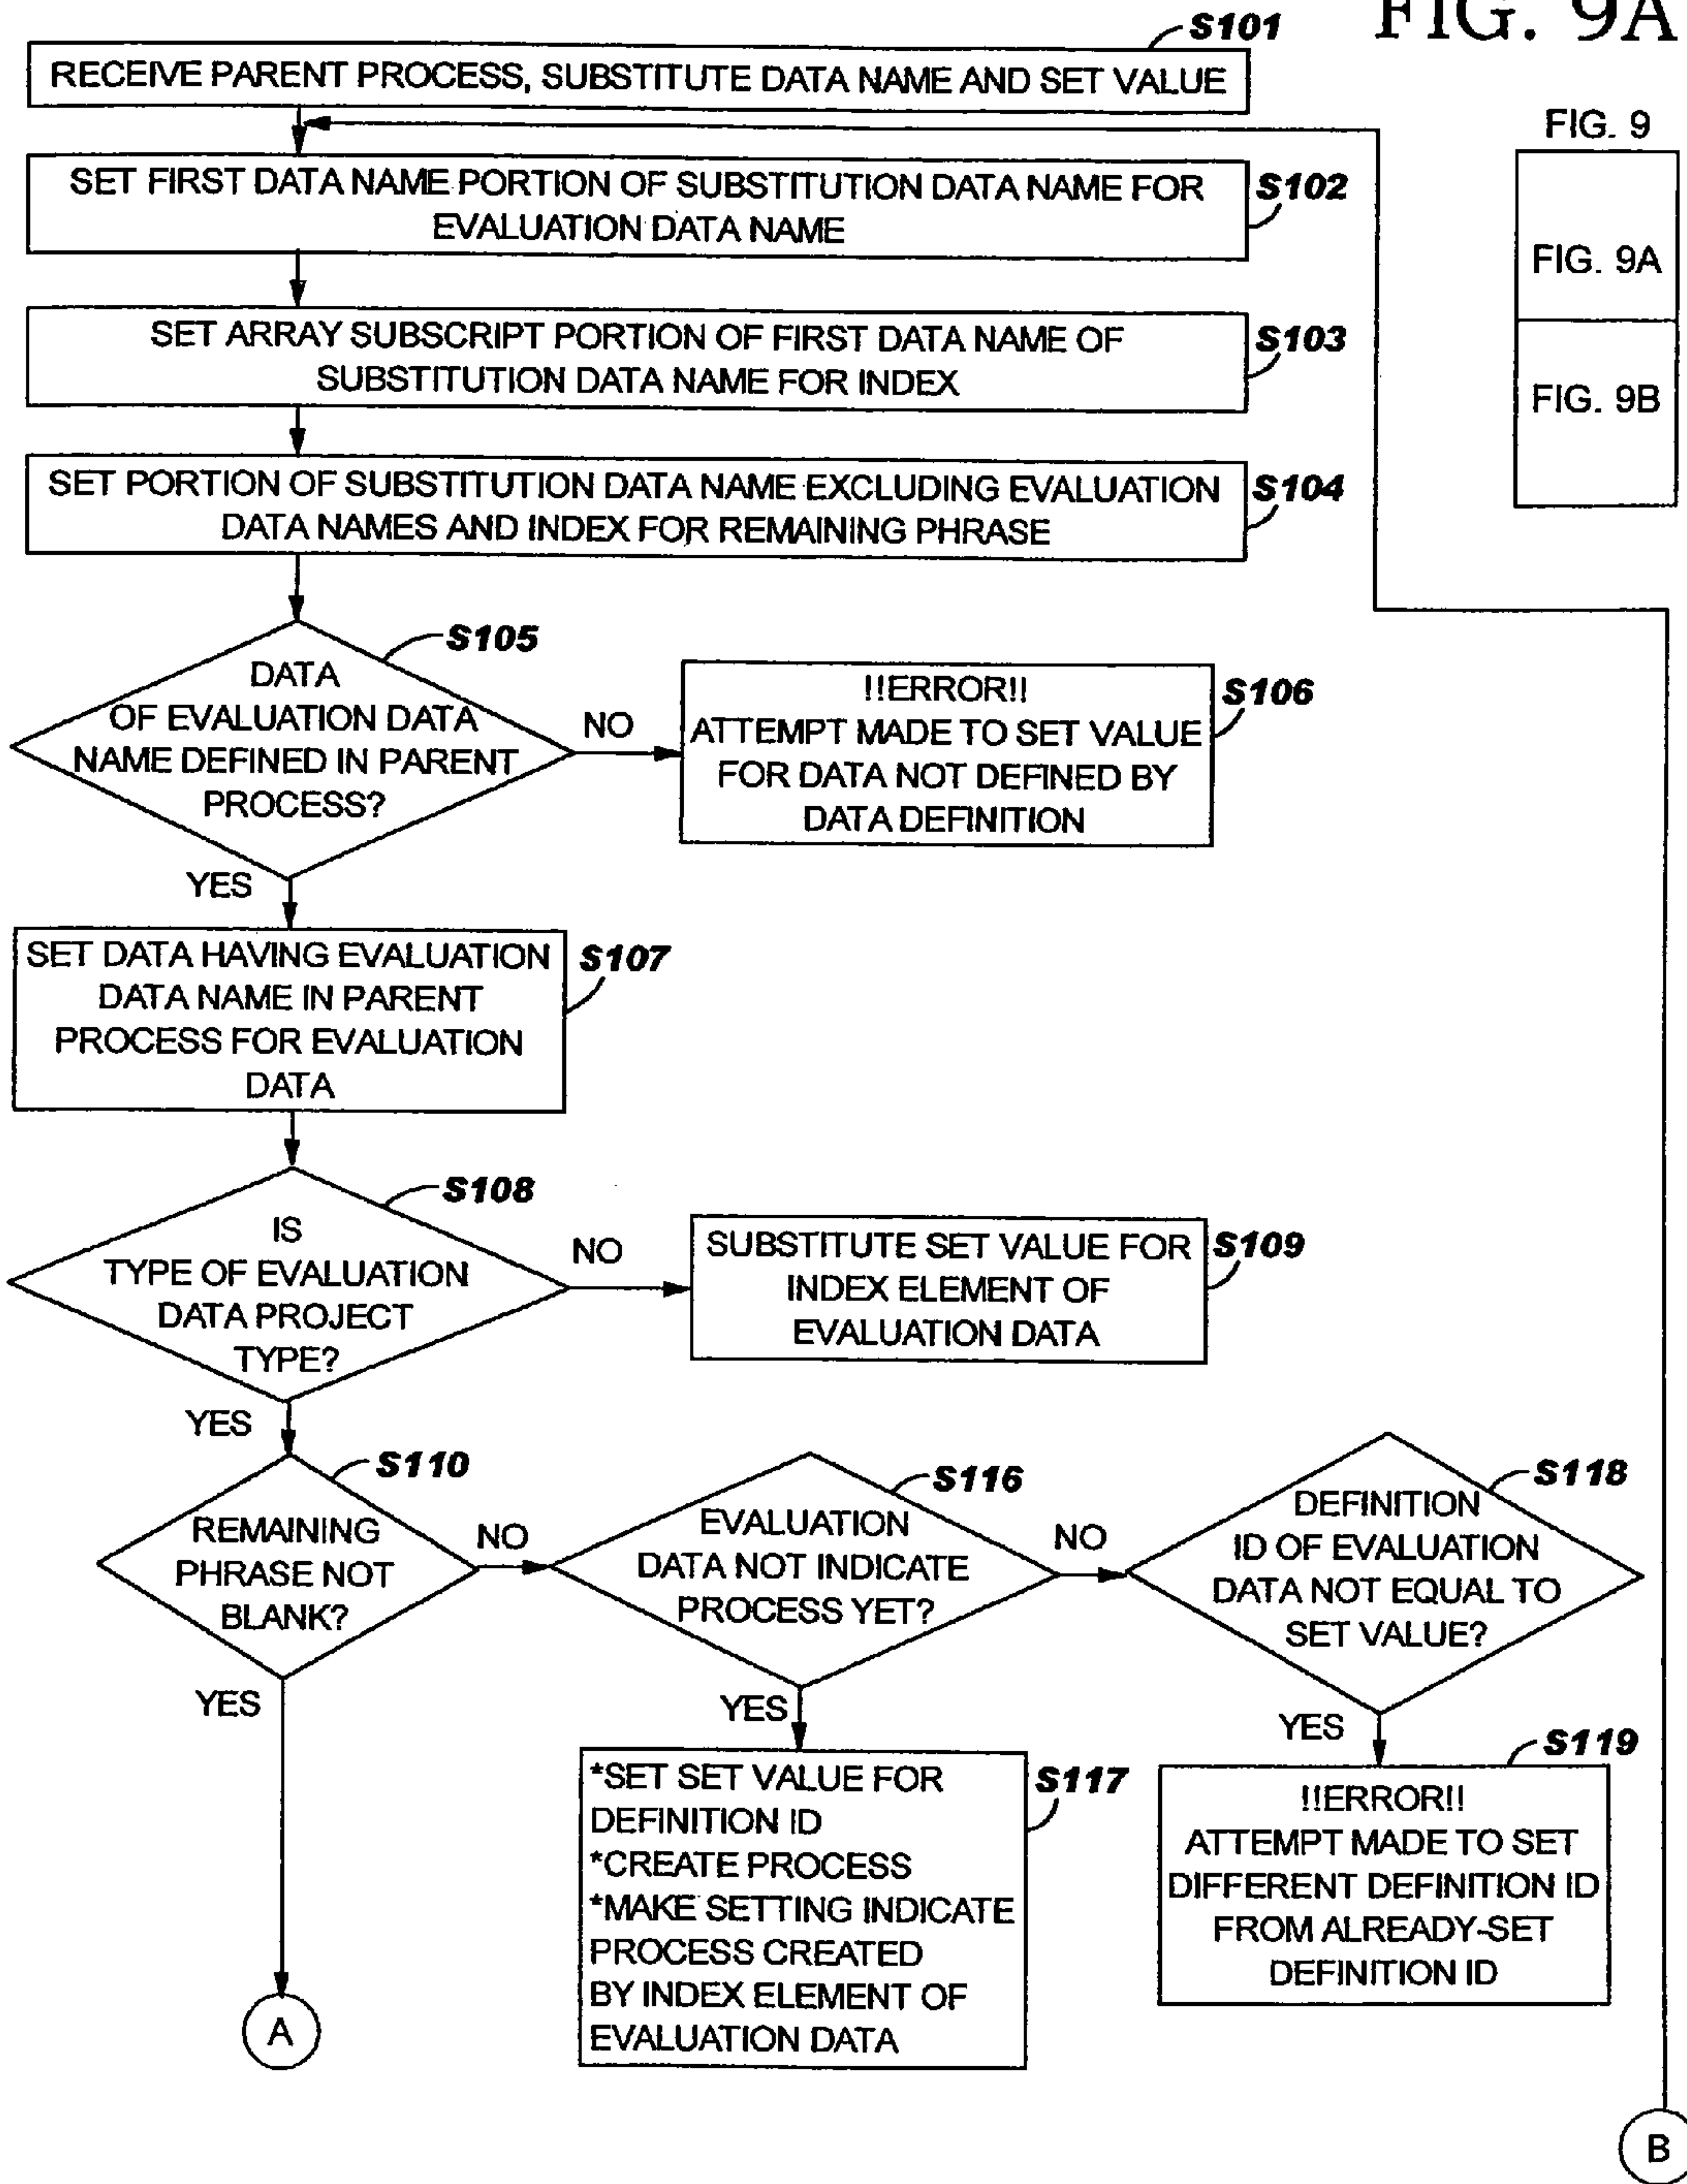 FIG. 9A
S101
RECEIVE PARENT PROCESS, SUBSTITUTE DATA NAME AND SET VALUE
FIG. 9
FIG. 9A
FIG. 9B
SET FIRST DATA NAME PORTION OF SUBSTITUTION DATA NAME FOR
EVALUATION DATA NAME
S102
SET ARRAY SUBSCRIPT PORTION OF FIRST DATA NAME OF
SUBSTITUTION DATA NAME FOR INDEX
S103
SET PORTION OF SUBSTITUTION DATA NAME EXCLUDING EVALUATION
DATA NAMES AND INDEX FOR REMAINING PHRASE
S104
S105
DATA
OF EVALUATION DATA
NAME DEFINED IN PARENT
PROCESS?
NO
!!ERROR!!
ATTEMPT MADE TO SET VALUE
FOR DATA NOT DEFINED BY
DATA DEFINITION
S106
YES
SET DATA HAVING EVALUATION
DATA NAME IN PARENT
PROCESS FOR EVALUATION
DATA
S107
S108
IS
TYPE OF EVALUATION
DATA PROJECT
TYPE?
NO
SUBSTITUTE SET VALUE FOR
INDEX ELEMENT OF
EVALUATION DATA
S109
YES
S110
REMAINING
PHRASE NOT
BLANK?
NO
S116
EVALUATION
DATA NOT INDICATE
PROCESS YET?
NO
S118
DEFINITION
ID OF EVALUATION
DATA NOT EQUAL TO
SET VALUE?
YES
YES
YES
*SET SET VALUE FOR
DEFINITION ID
*CREATE PROCESS
*MAKE SETTING INDICATE
PROCESS CREATED
BY INDEX ELEMENT OF
EVALUATION DATA
S117
S119
!!ERROR!!
ATTEMPT MADE TO SET
DIFFERENT DEFINITION ID
FROM ALREADY-SET
DEFINITION ID
A
B